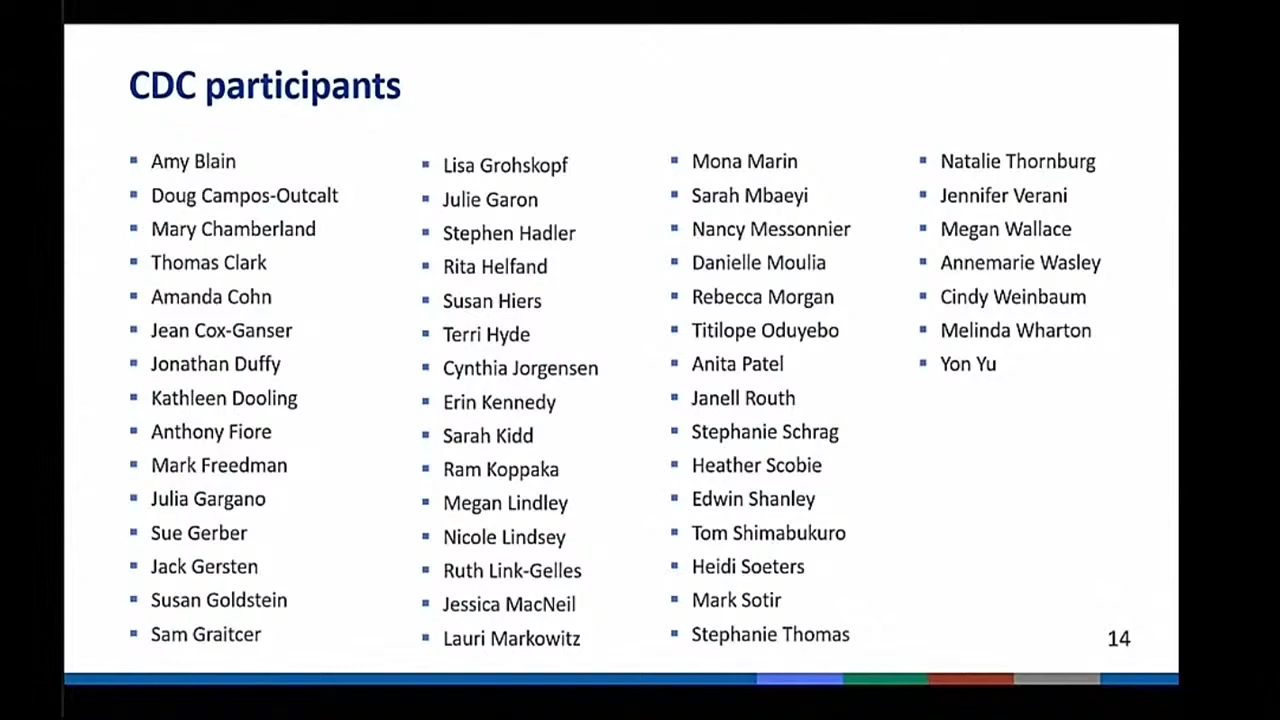 CDC participants
Amy Blain
Doug Campos-Outcalt
Mary Chamberland
Thomas Clark
Amanda Cohn
Jean Cox-Ganser
Jonathan Duffy
Kathleen Dooling
Anthony Fiore
Mark Freedman
Julia Gargano
Sue Gerber
Jack Gersten
Susan Goldstein
Sam Graitcer
Lisa Grohskopf
Julie Garon
Stephen Hadler
Rita Helfand
Susan Hiers
Terri Hyde
Cynthia Jorgensen
Erin Kennedy
Sarah Kidd
Ram Koppaka
Megan Lindley
Nicole Lindsey
Ruth Link-Gelles
Jessica MacNeil
Lauri Markowitz
Mona Marin
Sarah Mbaeyi
Nancy Messonnier
Danielle Moulia
Rebecca Morgan
Titilope Oduyebo
Anita Patel
Janell Routh
Stephanie Schrag
Heather Scobie
Edwin Shanley
Tom Shimabukuro
Heidi Soeters
Mark Sotir
Stephanie Thomas
Natalie Thornburg
Jennifer Verani
Megan Wallace
Annemarie Wasley
Cindy Weinbaum
Melinda Wharton
Yon Yu
14